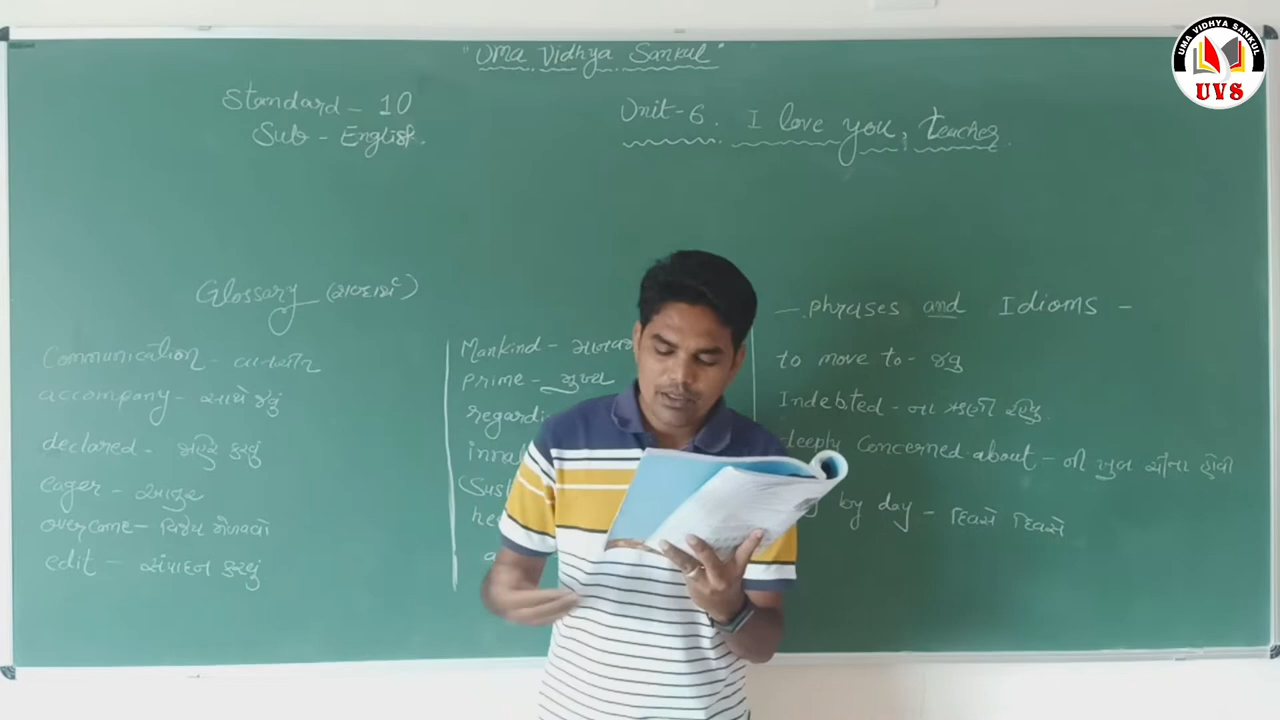 "Uma Vidhya Sankul"
Standard - 10
Sub - English.
Unit-6. I love you, teacher.
Glossary (શબ્દાર્થ)
Communication - વાતચીત
accompany - સાથે જવું
declared - જાહેર કરવું
eager - આતુર
overcome - વિજય મેળવવો
edit - સંપાદન કરવું
Mankind -
Prime - મુખ્ય
- Phrases and Idioms -
to move to - જવું
Indebted - ના ઋણી રહેવું.
deeply concerned about - ની ખુબ ચીંતા હોવી
by day - દિવસે દિવસે
UMA VIDHYA SANKUL
UVS